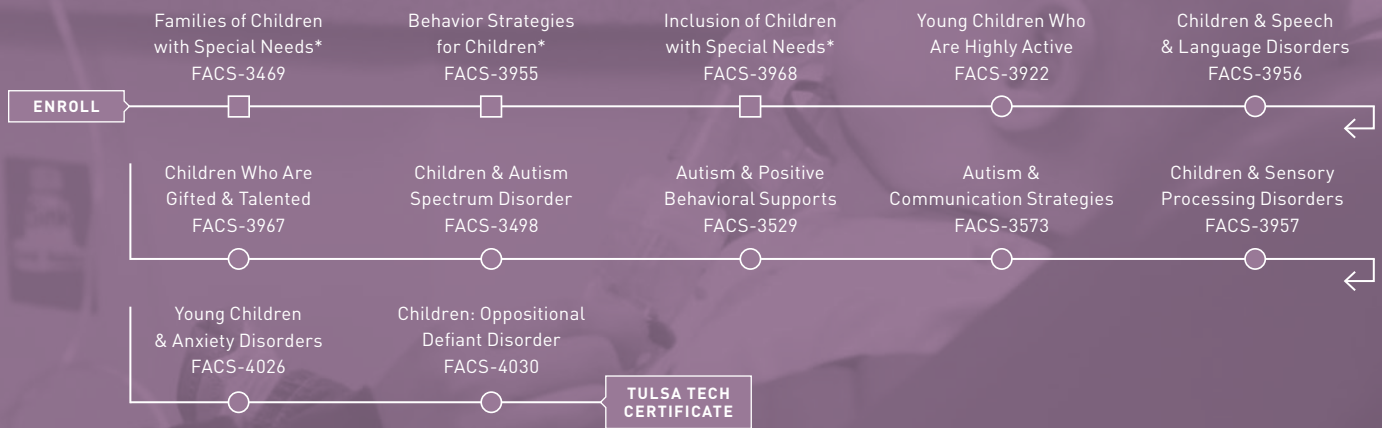 Families of Children
with Special Needs*
FACS-3469
Behavior Strategies
for Children*
FACS-3955
Inclusion of Children
with Special Needs*
FACS-3968
Young Children Who
Are Highly Active
FACS-3922
Children & Speech
& Language Disorders
FACS-3956
ENROLL
Children Who Are
Gifted & Talented
FACS-3967
Children & Autism
Spectrum Disorder
FACS-3498
Autism & Positive
Behavioral Supports
FACS-3529
Autism &
Communication Strategies
FACS-3573
Children & Sensory
Processing Disorders
FACS-3957
Young Children
& Anxiety Disorders
FACS-4026
Children: Oppositional
Defiant Disorder
FACS-4030
TULSA TECH
CERTIFICATE